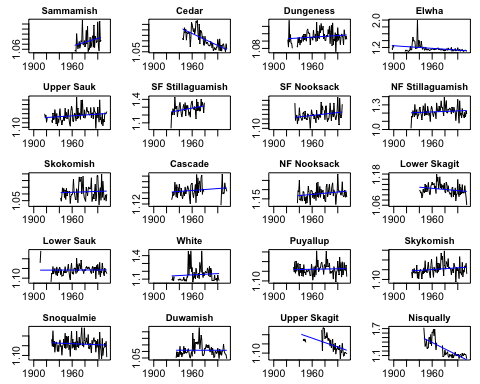 Sammamish Cedar Dungeness Elwha
1.06 1.05 1.08 1.2 2.0
1900 1960 1900 1960 1900 1960 1900 1960
Upper Sauk SF Stillaguamish SF Nooksack NF Stillaguamish
1.10 1.1 1.4 1.10 1.0 1.3
1900 1960 1900 1960 1900 1960 1900 1960
Skokomish Cascade NF Nooksack Lower Skagit
1.05 1.12 1.15 1.06 1.18
1900 1960 1900 1960 1900 1960 1900 1960
Lower Sauk White Puyallup Skykomish
1.10 1.1 1.4 1.10 1.10
1900 1960 1900 1960 1900 1960 1900 1960
Snoqualmie Duwamish Upper Skagit Nisqually
1.10 1.05 1.10 1.1 1.7
1900 1960 1900 1960 1900 1960 1900 1960